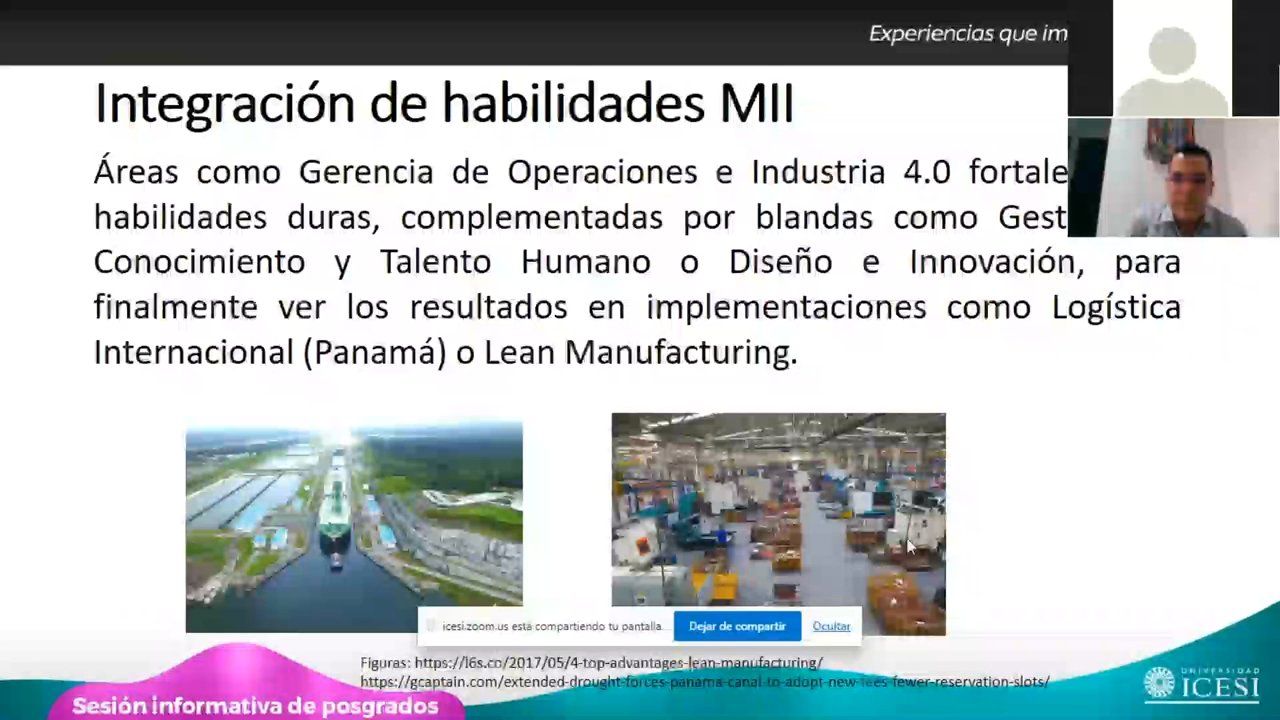 Experiencias que im
Integración de habilidades MII
Áreas como Gerencia de Operaciones e Industria 4.0 fortale
habilidades duras, complementadas por blandas como Gest
Conocimiento y Talento Humano o Diseño e Innovación, para
finalmente ver los resultados en implementaciones como Logística
Internacional (Panamá) o Lean Manufacturing.
icesi.zoom.us está compartiendo tu pantalla.
Dejar de compartir
Ocultar
Figuras: https://l6s.co/2017/05/4-top-advantages-lean-manufacturing/
https://gcaptain.com/extended-drought-forces-panama-canal-to-adopt-new-fees-fewer-reservation-slots/
Sesión informativa de posgrados
UNIVERSIDAD
ICESI